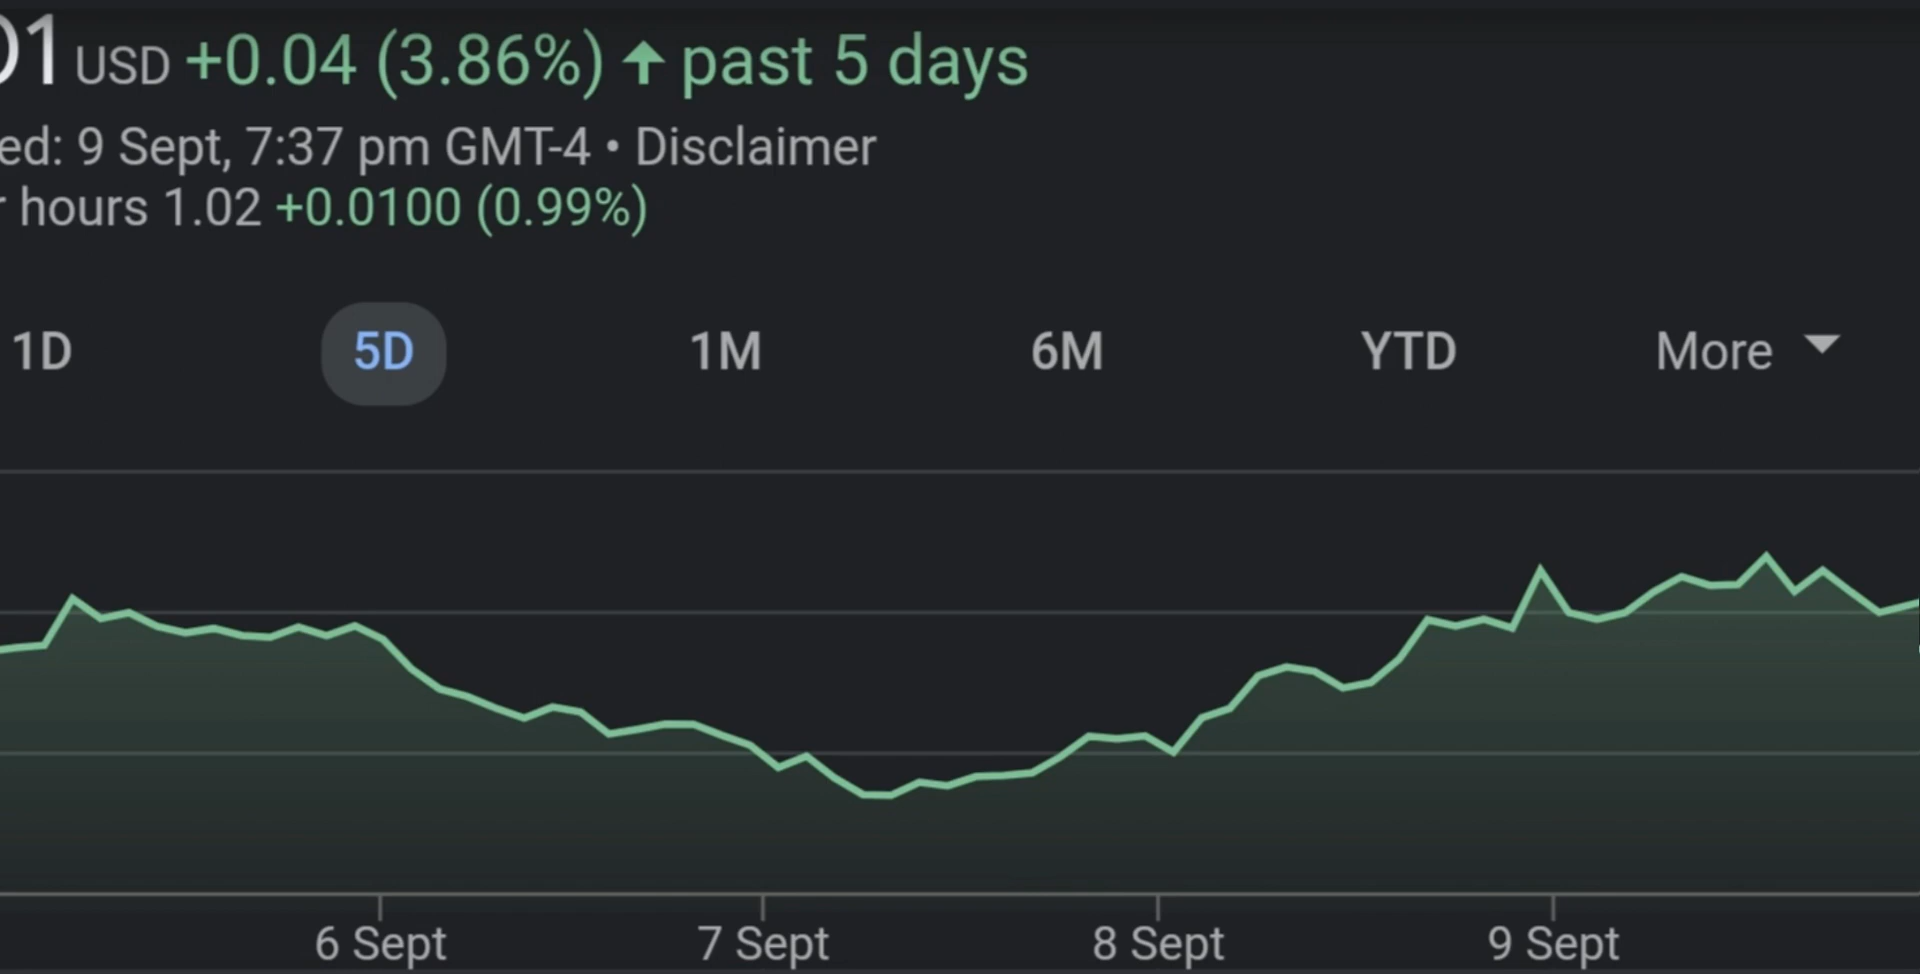 01 USD +0.04 (3.86%) ↑ past 5 days
ed: 9 Sept, 7:37 pm GMT-4 • Disclaimer
r hours 1.02 +0.0100 (0.99%)
1D 5D 1M 6M YTD More
6 Sept 7 Sept 8 Sept 9 Sept